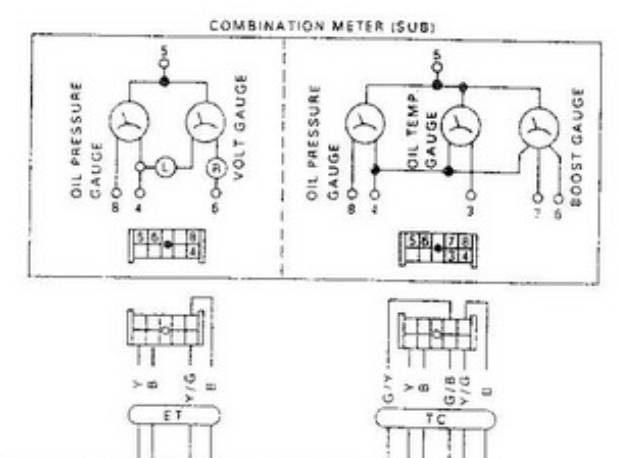 COMBINATION METER (SUB)
5
OIL PRESSURE
GAUGE
VOLT GAUGE
L
8 4 6
5 6 8
4
5
OIL PRESSURE
GAUGE
OIL TEMP.
GAUGE
BOOST GAUGE
8 4 3 7 6
5 6 7 8
3 4
Y B Y/G B
ET
G/Y Y B G/B Y/G B
TC